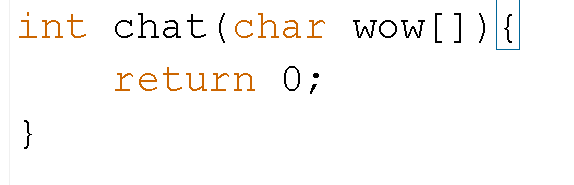 int chat(char wow[]){
    return 0;
}